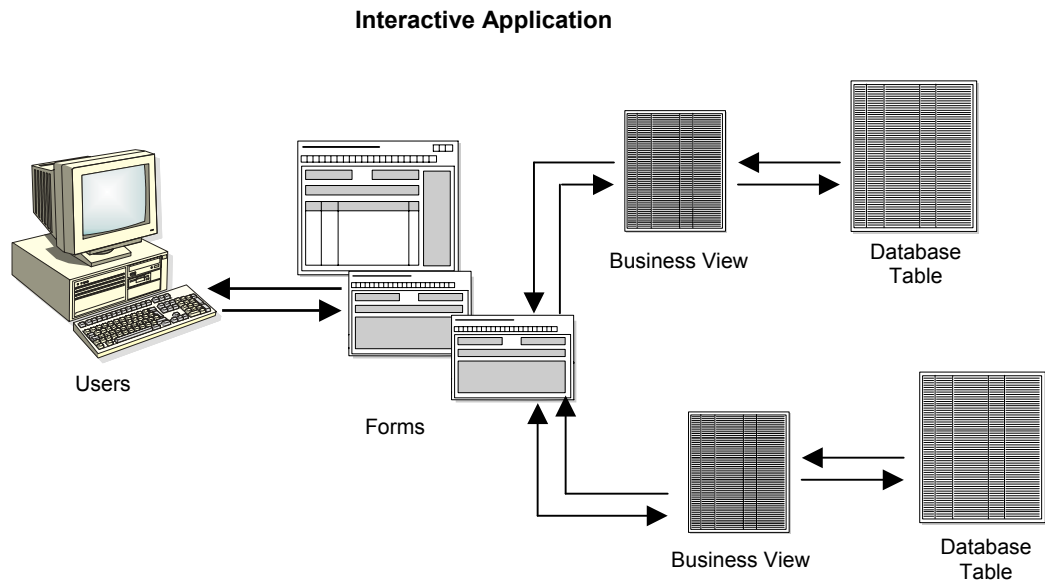 Interactive Application
Business View
Database
Table
Users
Forms
Business View
Database
Table